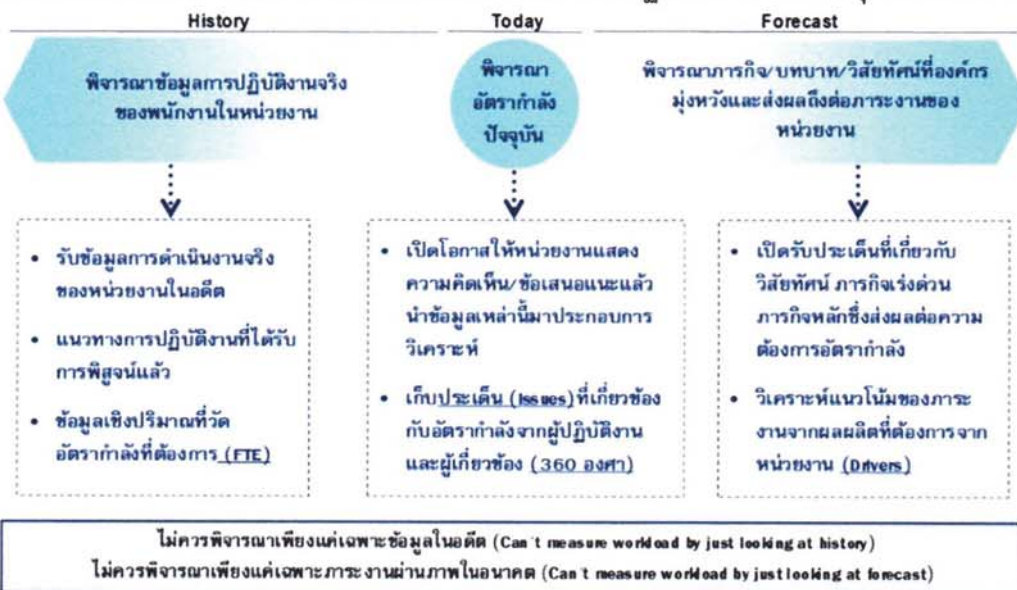 History
Today
Forecast
พิจารณาข้อมูลการปฏิบัติงานจริง
ของพนักงานในหน่วยงาน
พิจารณา
อัตรากำลัง
ปัจจุบัน
พิจารณาภารกิจ/บทบาท/วิสัยทัศน์ที่องค์กร
มุ่งหวังและส่งผลถึงต่อภาระงานของ
หน่วยงาน
• รับข้อมูลการดำเนินงานจริง
ของหน่วยงานในอดีต
• แนวทางการปฏิบัติงานที่ได้รับ
การพิสูจน์แล้ว
• ข้อมูลเชิงปริมาณที่วัด
อัตรากำลังที่ต้องการ (FTE)
• เปิดโอกาสให้หน่วยงานแสดง
ความคิดเห็น/ข้อเสนอแนะแล้ว
นำข้อมูลเหล่านี้มาประกอบการ
วิเคราะห์
• เก็บประเด็น (Issues) ที่เกี่ยวข้อง
กับอัตรากำลังจากผู้ปฏิบัติงาน
และผู้เกี่ยวข้อง (360 องศา)
• เปิดรับประเด็นที่เกี่ยวกับ
วิสัยทัศน์ ภารกิจเร่งด่วน
ภารกิจหลักซึ่งส่งผลต่อความ
ต้องการอัตรากำลัง
• วิเคราะห์แนวโน้มของภาระ
งานจากผลผลิตที่ต้องการจาก
หน่วยงาน (Drivers)
ไม่ควรพิจารณาเพียงแค่เฉพาะข้อมูลในอดีต (Can't measure workload by just looking at history)
ไม่ควรพิจารณาเพียงแค่เฉพาะภาระงานผ่านภาพในอนาคต (Can't measure workload by just looking at forecast)